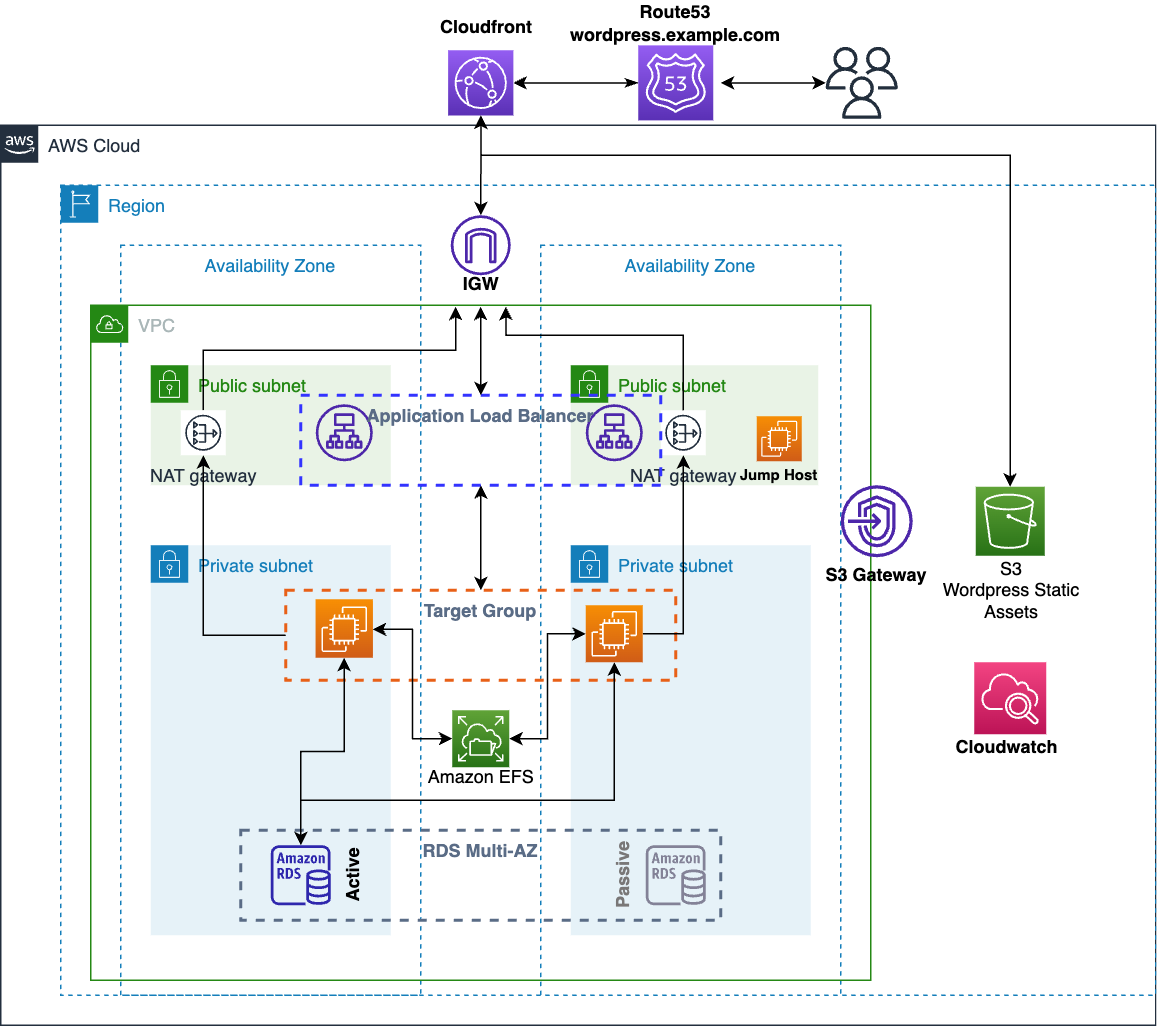 Route53
Cloudfront
wordpress.example.com
53
aws
AWS Cloud
Region
Availability Zone
Availability Zone
IGW
VPC
Public subnet
Public subnet
Application Load Balancer
NAT gateway
NAT gateway
Jump Host
Private subnet
Private subnet
S3 Gateway
S3
Wordpress Static
Assets
Target Group
Cloudwatch
Amazon EFS
RDS Multi-AZ
Amazon
RDS
Active
Passive
Amazon
RDS